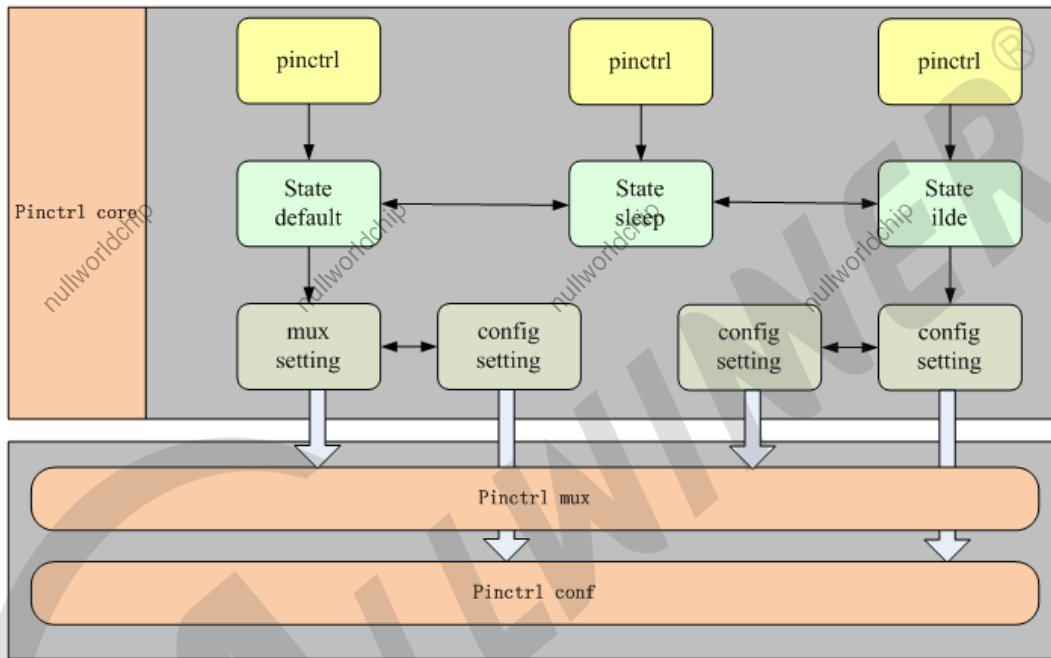 pinctrl
pinctrl
pinctrl
®
State
default
State
sleep
State
ilde
Pinctrl core
nullworldchip
nullworldchip
nullworldchip
nullworldchip
mux
setting
config
setting
config
setting
config
setting
ALLWINNER
Pinctrl mux
Pinctrl conf